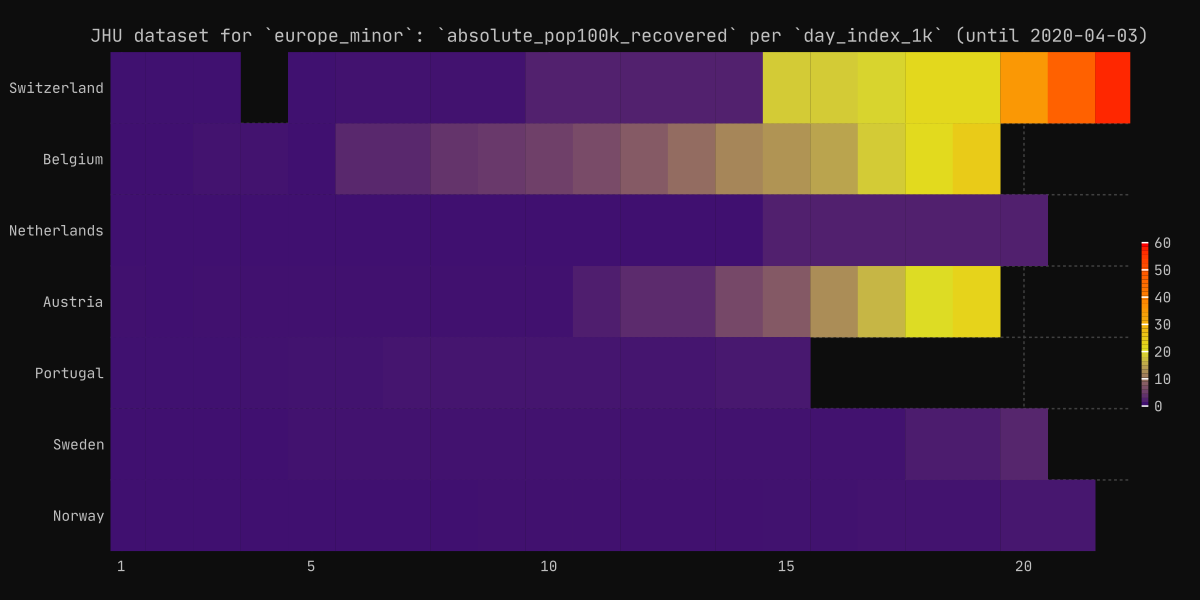 JHU dataset for `europe_minor`: `absolute_pop100k_recovered` per `day_index_1k` (until 2020-04-03)
Switzerland
Belgium
Netherlands
Austria
Portugal
Sweden
Norway
1 5 10 15 20
60
50
40
30
20
10
0